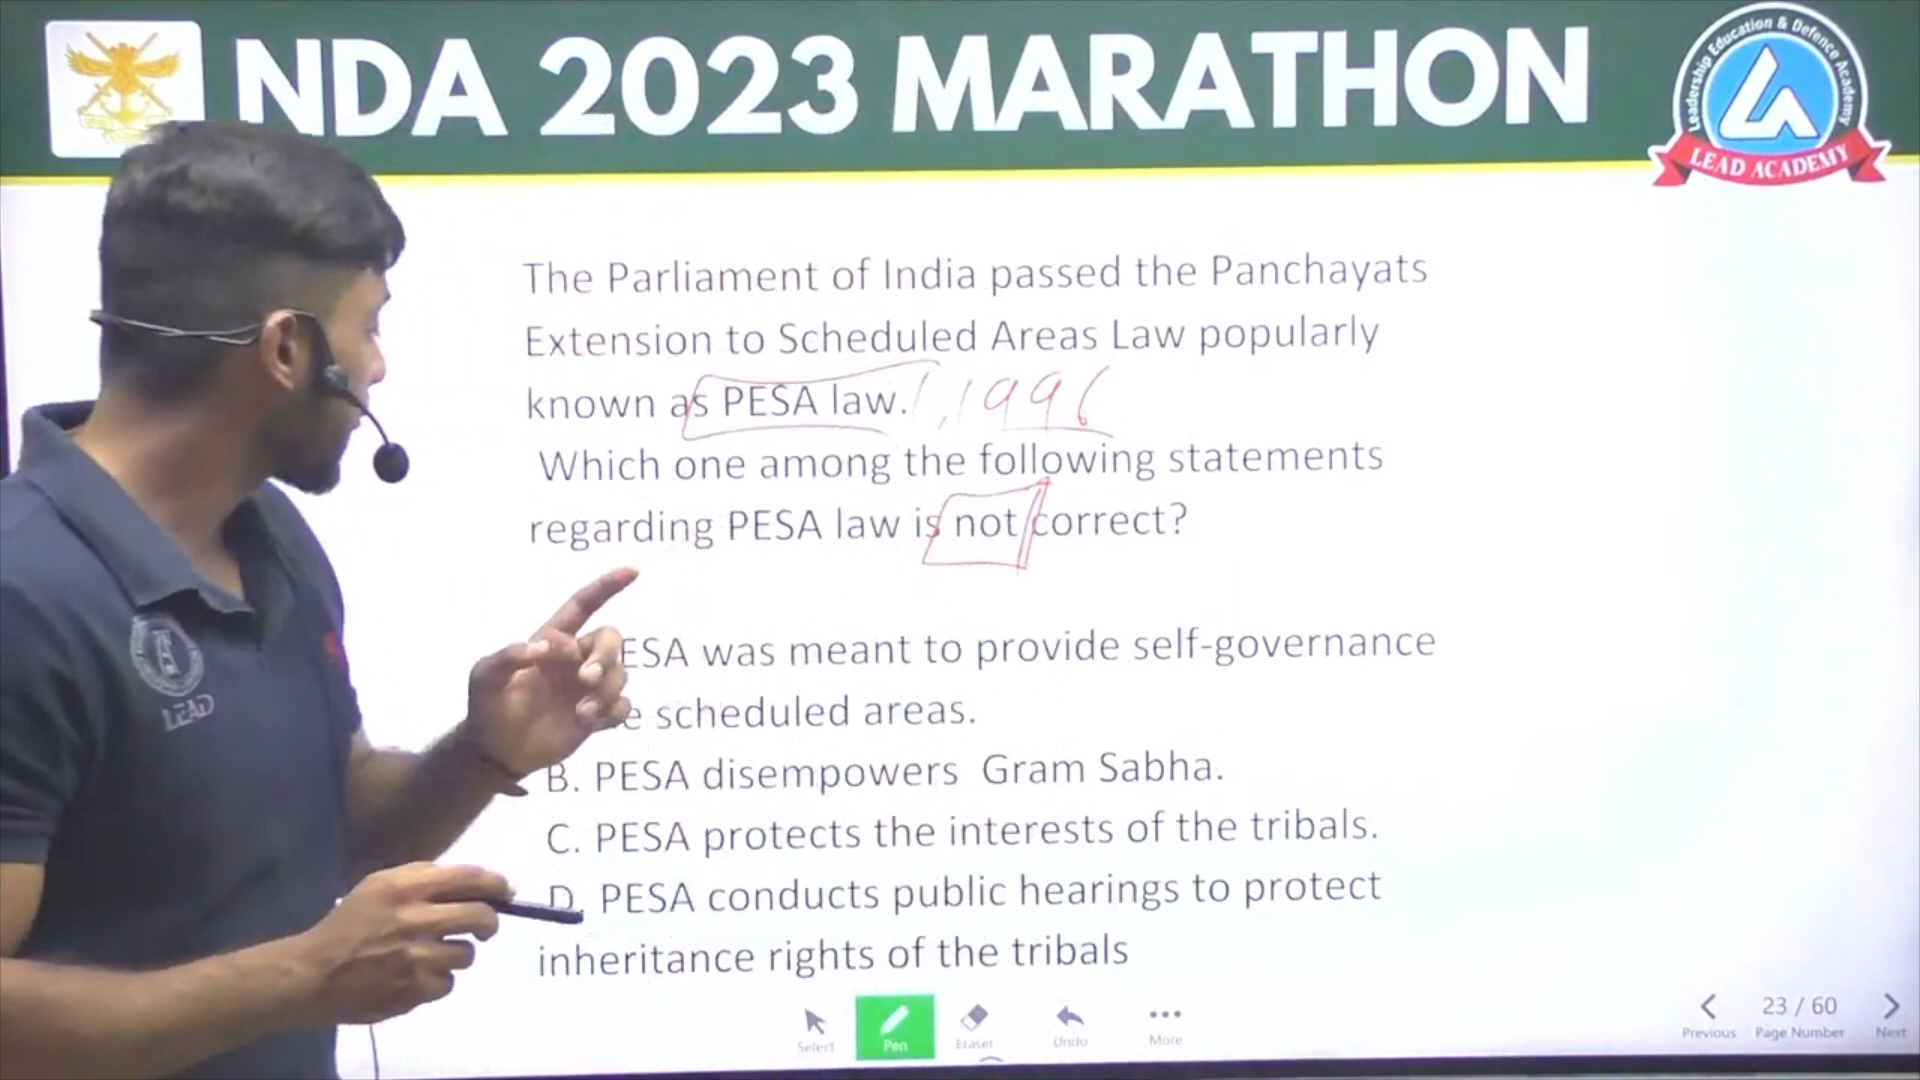 NDA 2023 MARATHON
Leadership Education & Defence Academy
LEAD ACADEMY
The Parliament of India passed the Panchayats
Extension to Scheduled Areas Law popularly
known as PESA law. , 1996
Which one among the following statements
regarding PESA law is not correct?
ESA was meant to provide self-governance
e scheduled areas.
B. PESA disempowers Gram Sabha.
C. PESA protects the interests of the tribals.
D. PESA conducts public hearings to protect
inheritance rights of the tribals
LEAD
Select
Pen
Eraser
Undo
More
Previous
23 / 60
Page Number
Next